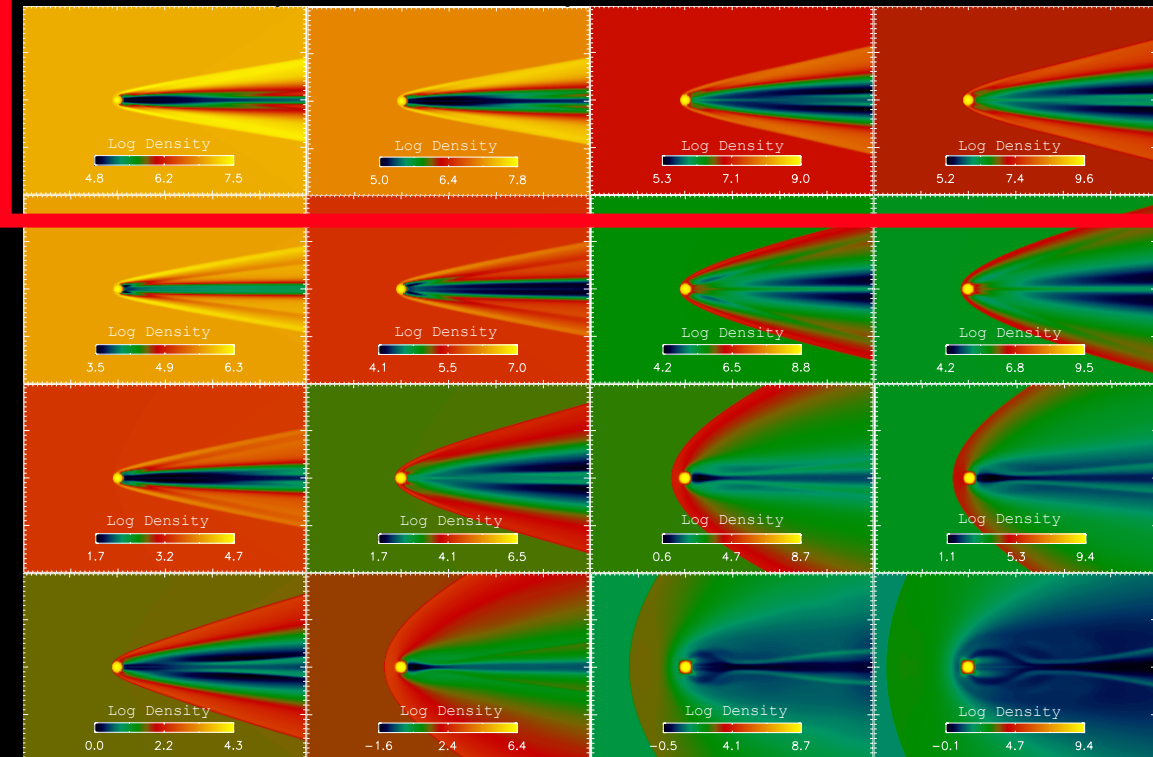 Log Density
4.8 6.2 7.5
Log Density
5.0 6.4 7.8
Log Density
5.3 7.1 9.0
Log Density
5.2 7.4 9.6
Log Density
3.5 4.9 6.3
Log Density
4.1 5.5 7.0
Log Density
4.2 6.5 8.8
Log Density
4.2 6.8 9.5
Log Density
1.7 3.2 4.7
Log Density
1.7 4.1 6.5
Log Density
0.6 4.7 8.7
Log Density
1.1 5.3 9.4
Log Density
0.0 2.2 4.3
Log Density
−1.6 2.4 6.4
Log Density
−0.5 4.1 8.7
Log Density
−0.1 4.7 9.4